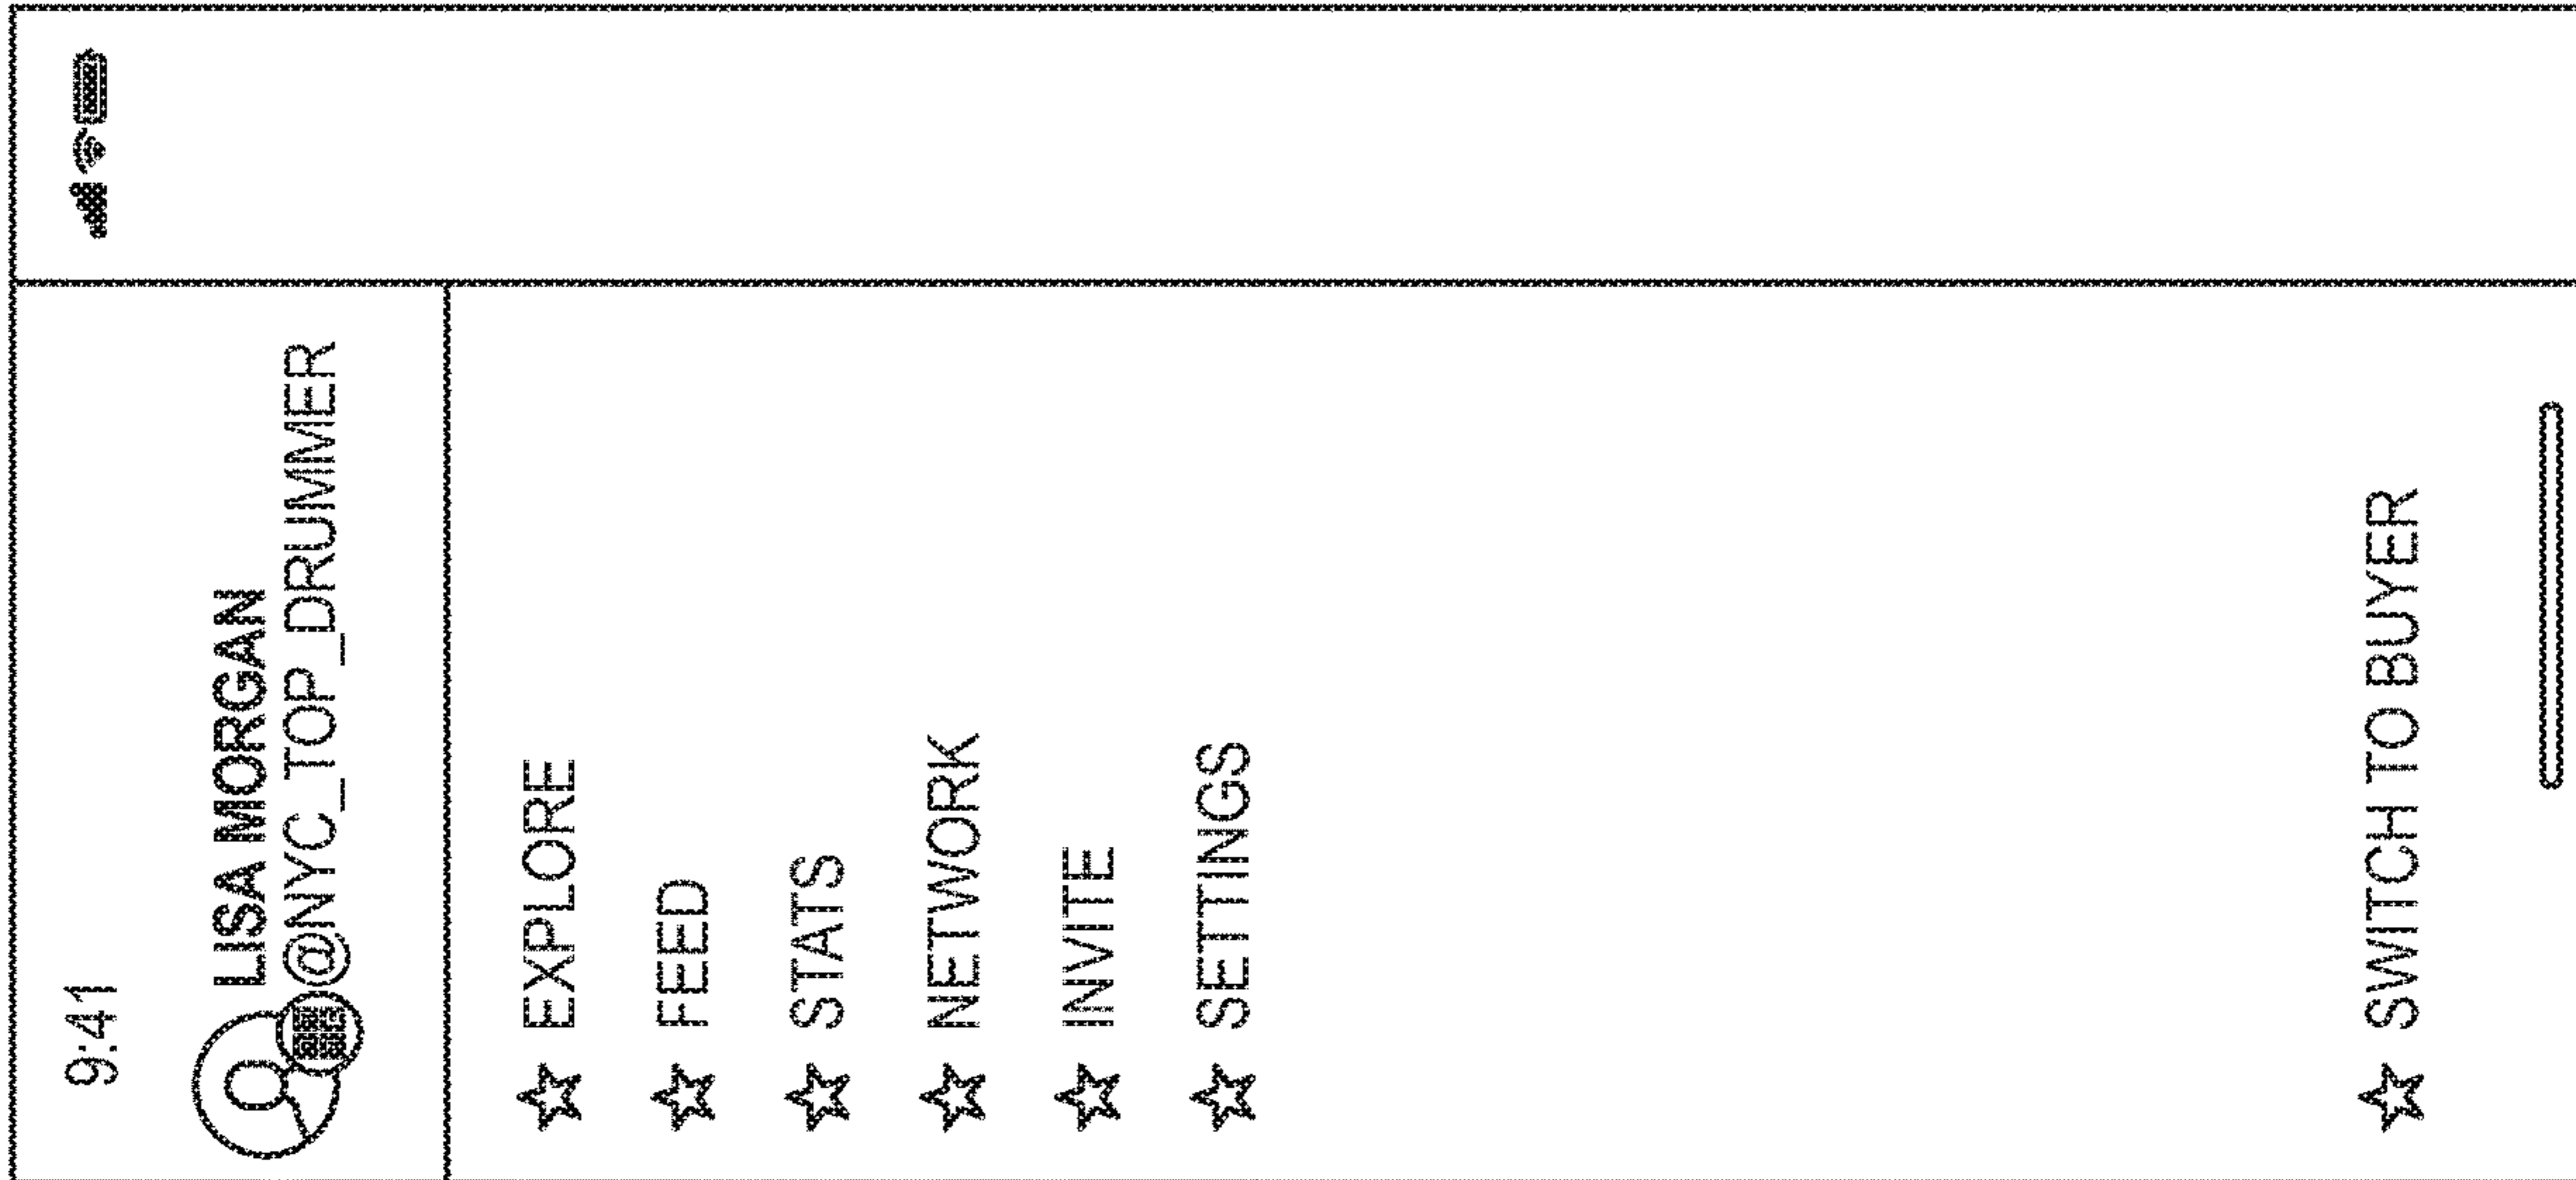 9:41
LISA MORGAN
@NYC_TOP_DRUMMER
EXPLORE
FEED
STATS
NETWORK
INVITE
SETTINGS
SWITCH TO BUYER